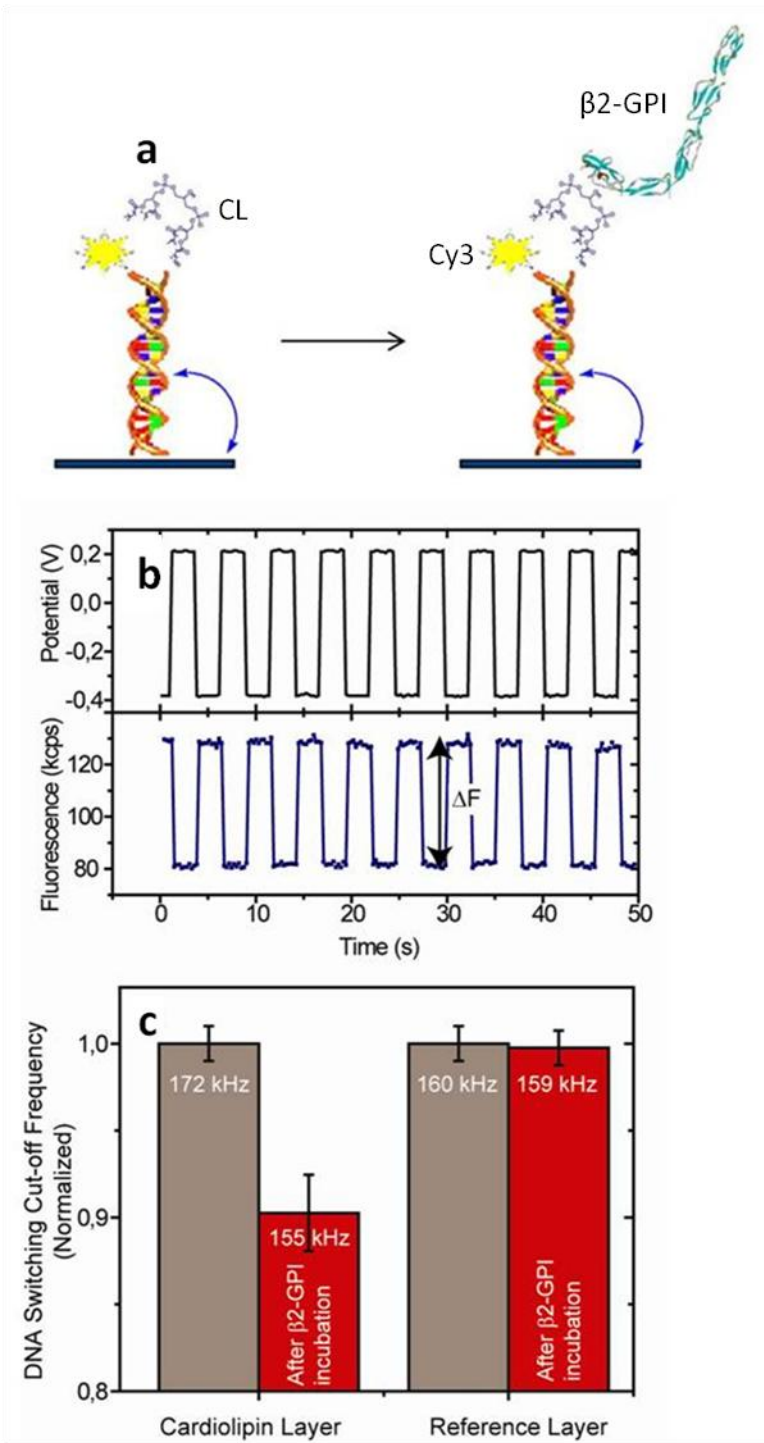 β2-GPI
a
CL
Cy3
b
Potential (V)
0,2
0,0
-0,2
-0,4
Fluorescence (kcps)
120
100
80
ΔF
0
10
20
30
40
50
Time (s)
c
DNA Switching Cut-off Frequency
(Normalized)
1,0
0,9
0,8
172 kHz
155 kHz
After β2-GPI
incubation
160 kHz
159 kHz
After β2-GPI
incubation
Cardiolipin Layer
Reference Layer